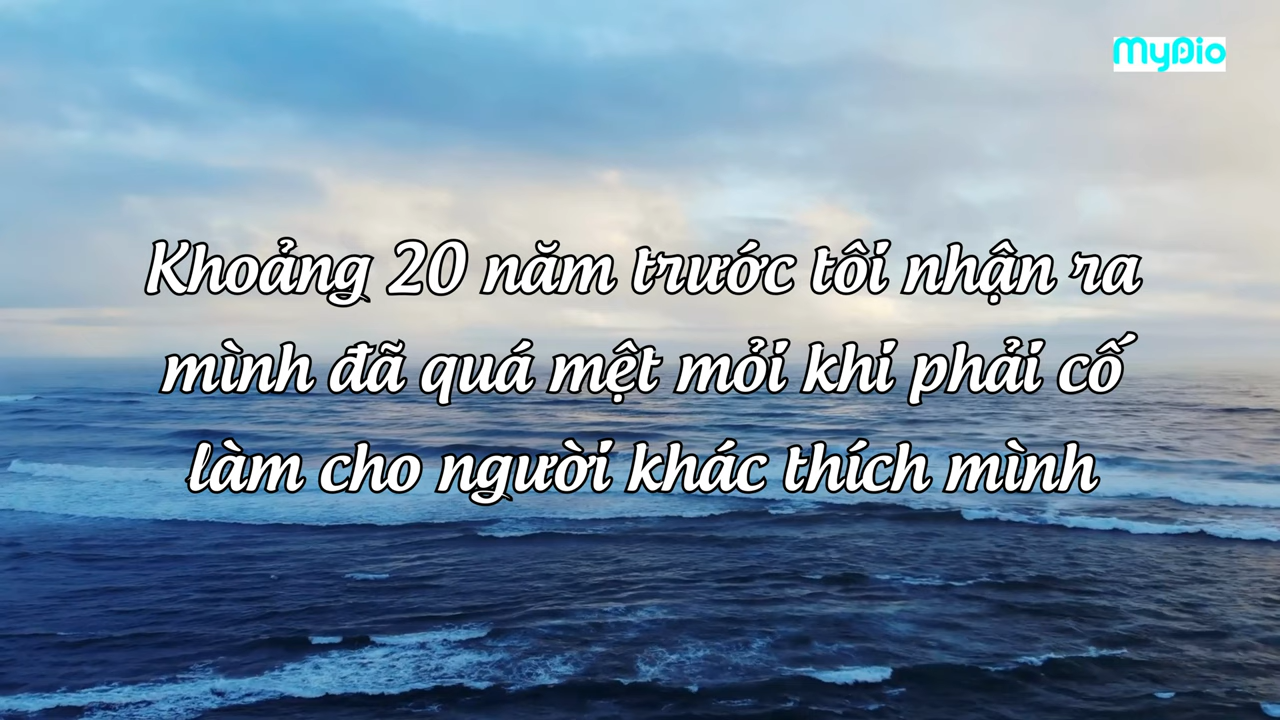 MyDio
Khoảng 20 năm trước tôi nhận ra
mình đã quá mệt mỏi khi phải cố
làm cho người khác thích mình